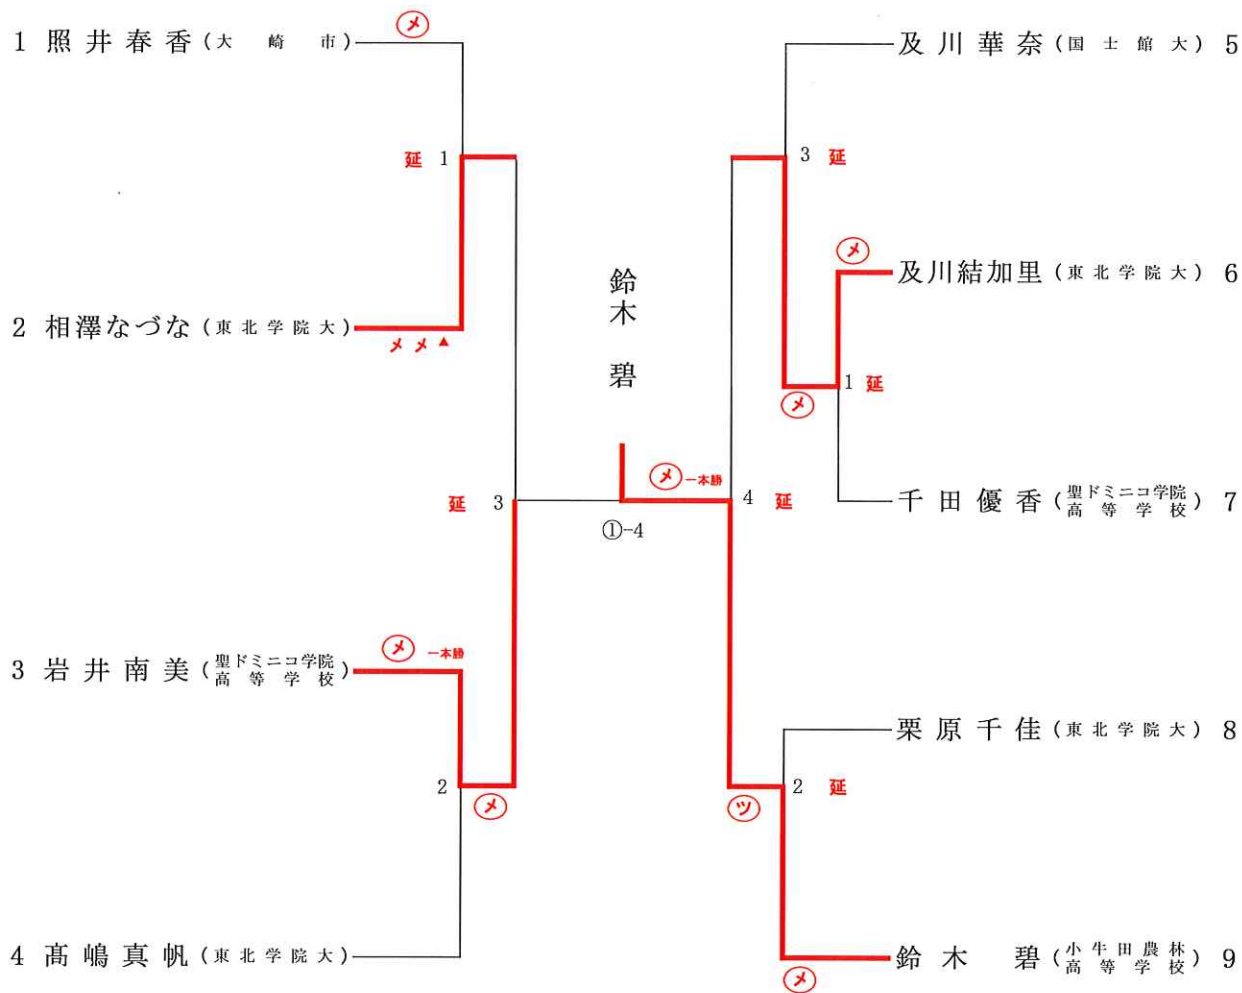 1 照井春香(大崎市)
㋱
延 1
2 相澤なづな(東北学院大)
メメ▲
延 3
3 岩井南美(聖ドミニコ学院高等学校)
㋱ 一本勝
2
㋱
4 髙嶋真帆(東北学院大)
鈴木 碧
㋱ 一本勝
①-4
及川華奈(国士館大) 5
3 延
㋱
及川結加里(東北学院大) 6
1 延
㋱
千田優香(聖ドミニコ学院高等学校) 7
4 延
栗原千佳(東北学院大) 8
2 延
㋡
鈴木 碧(小牛田農林高等学校) 9
㋱